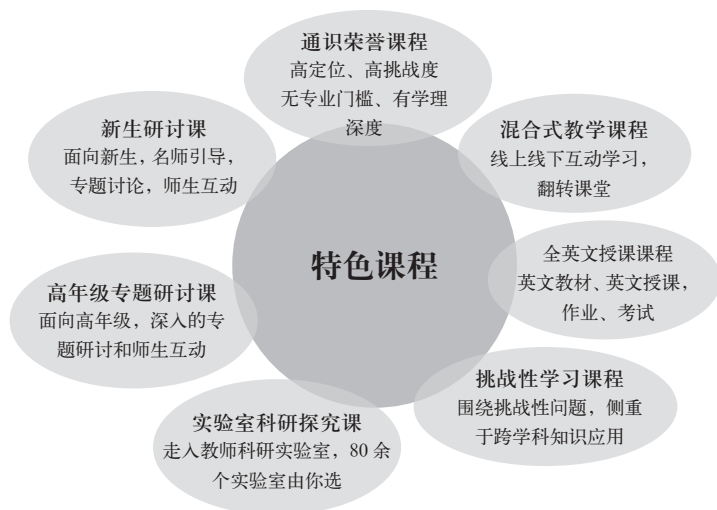 通识荣誉课程
高定位、高挑战度
无专业门槛、有学理
深度
混合式教学课程
线上线下互动学习，
翻转课堂
全英文授课课程
英文教材、英文授课，
作业、考试
挑战性学习课程
围绕挑战性问题，侧重
于跨学科知识应用
实验室科研探究课
走入教师科研实验室，80 余
个实验室由你选
高年级专题研讨课
面向高年级，深入的专
题研讨和师生互动
新生研讨课
面向新生，名师引导，
专题讨论，师生互动
特色课程